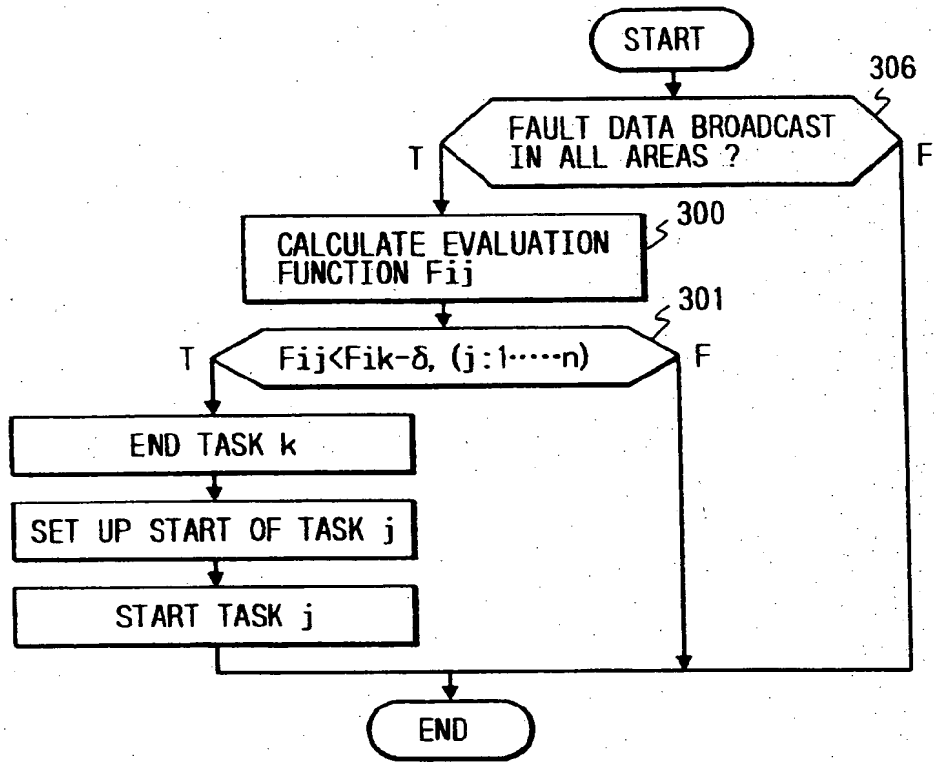 START
306
FAULT DATA BROADCAST
IN ALL AREAS ?
T
F
300
CALCULATE EVALUATION
FUNCTION Fij
301
T
Fij<Fik-δ, (j:1·····n)
F
END TASK k
SET UP START OF TASK j
START TASK j
END